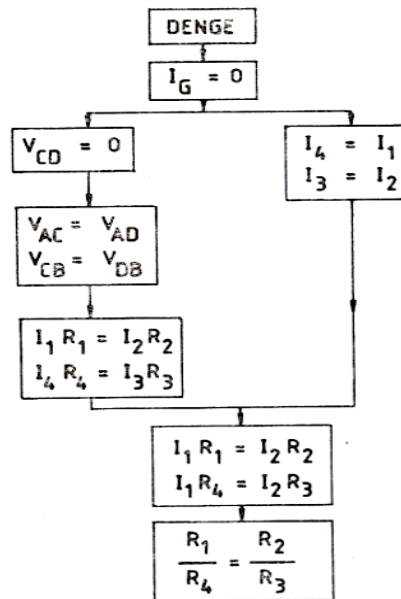 DENGE
I_G = 0
V_CD = 0
I_4 = I_1
I_3 = I_2
V_AC = V_AD
V_CB = V_DB
I_1 R_1 = I_2 R_2
I_4 R_4 = I_3 R_3
I_1 R_1 = I_2 R_2
I_1 R_4 = I_2 R_3
R_1 / R_4 = R_2 / R_3